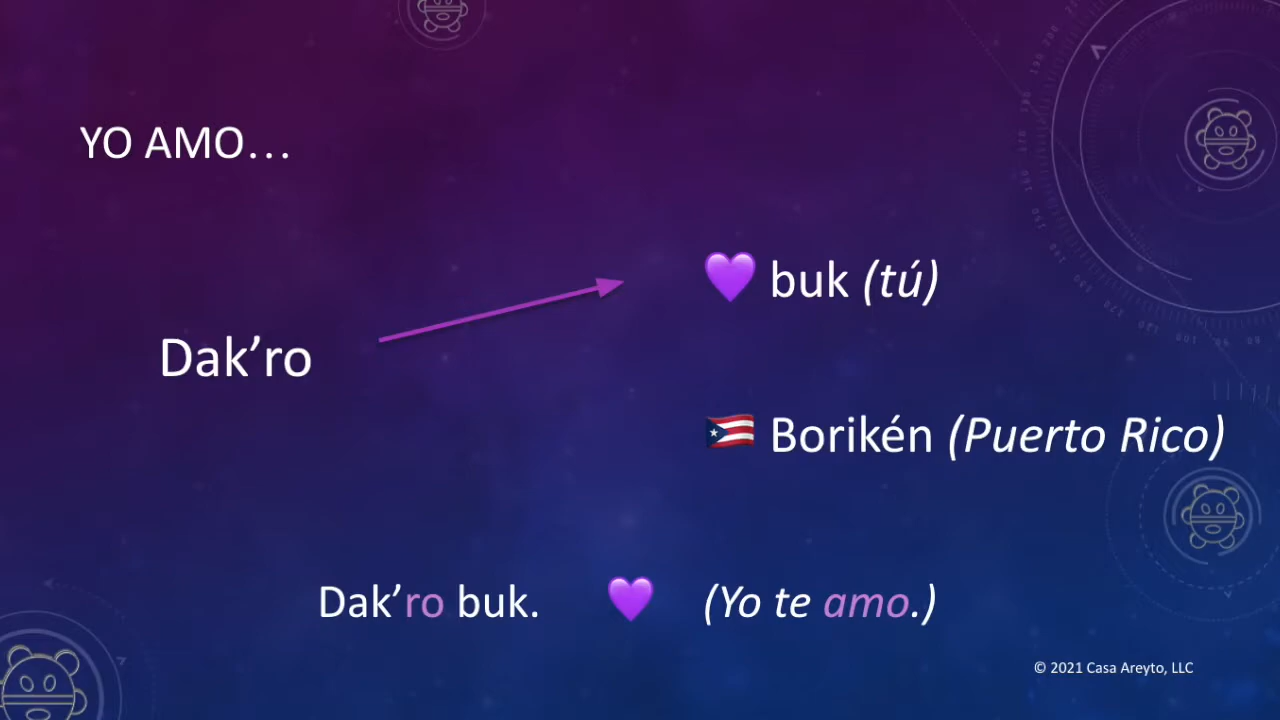 YO AMO…
💜 buk (tú)
Dak’ro
🇵🇷 Borikén (Puerto Rico)
Dak’ro buk. 💜 (Yo te amo.)
© 2021 Casa Areyto, LLC